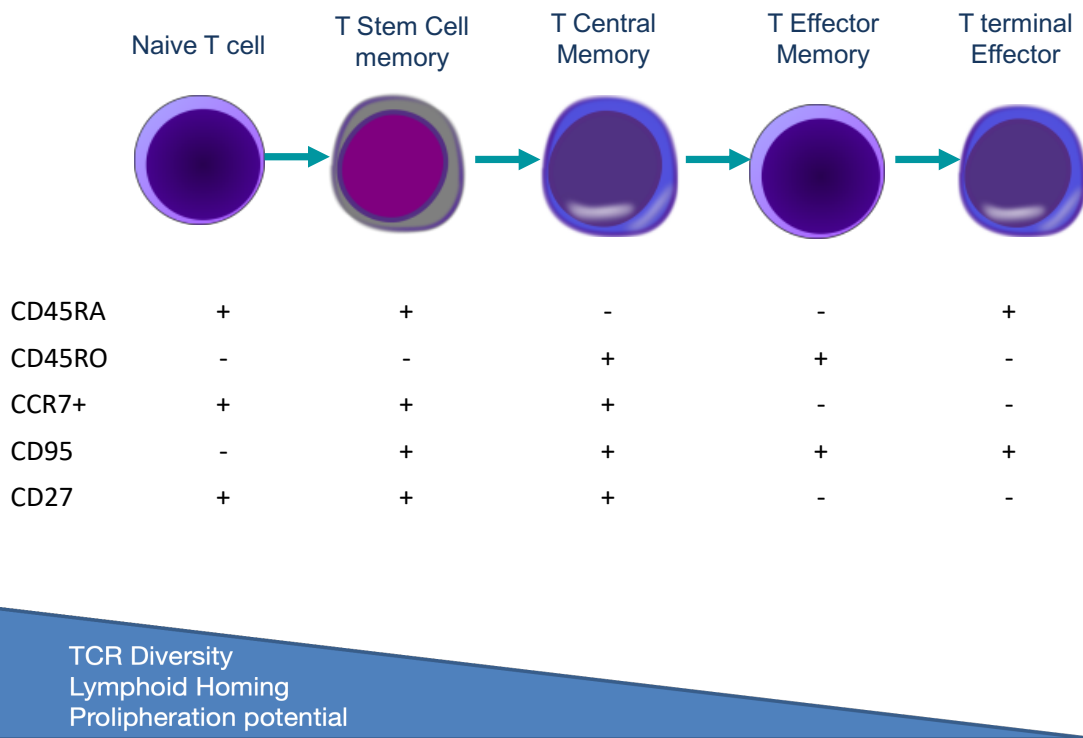 Naive T cell
T Stem Cell
memory
T Central
Memory
T Effector
Memory
T terminal
Effector
CD45RA + + - - +
CD45RO - - + + -
CCR7+ + + + - -
CD95 - + + + +
CD27 + + + - -
TCR Diversity
Lymphoid Homing
Prolipheration potential